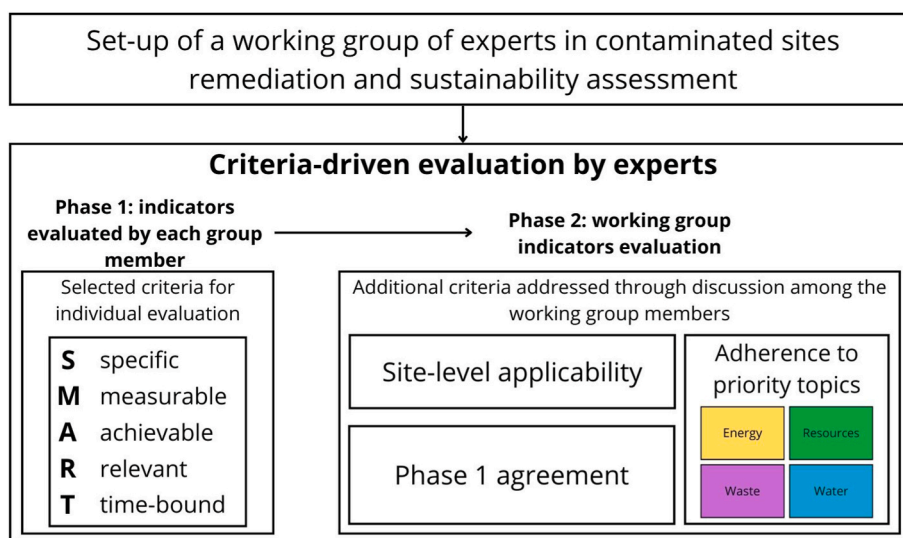 Set-up of a working group of experts in contaminated sites
remediation and sustainability assessment
Criteria-driven evaluation by experts
Phase 1: indicators
evaluated by each group
member
Phase 2: working group
indicators evaluation
Selected criteria for
individual evaluation
S specific
M measurable
A achievable
R relevant
T time-bound
Additional criteria addressed through discussion among the
working group members
Site-level applicability
Phase 1 agreement
Adherence to
priority topics
Energy
Resources
Waste
Water